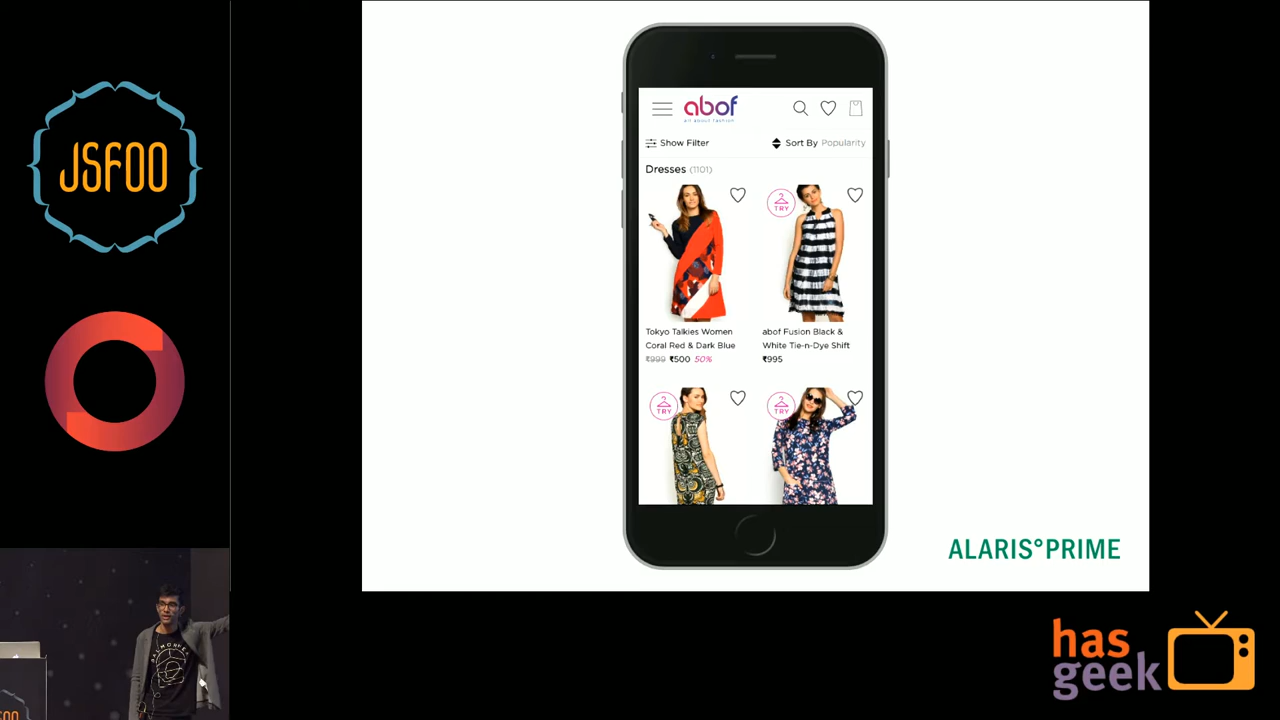 JSFOO
abof
all about fashion
Show Filter
Sort By Popularity
Dresses (1101)
TRY
Tokyo Talkies Women
Coral Red & Dark Blue
₹999 ₹500 50%
abof Fusion Black &
White Tie-n-Dye Shift
₹995
TRY
TRY
ALARIS°PRIME
has
geek